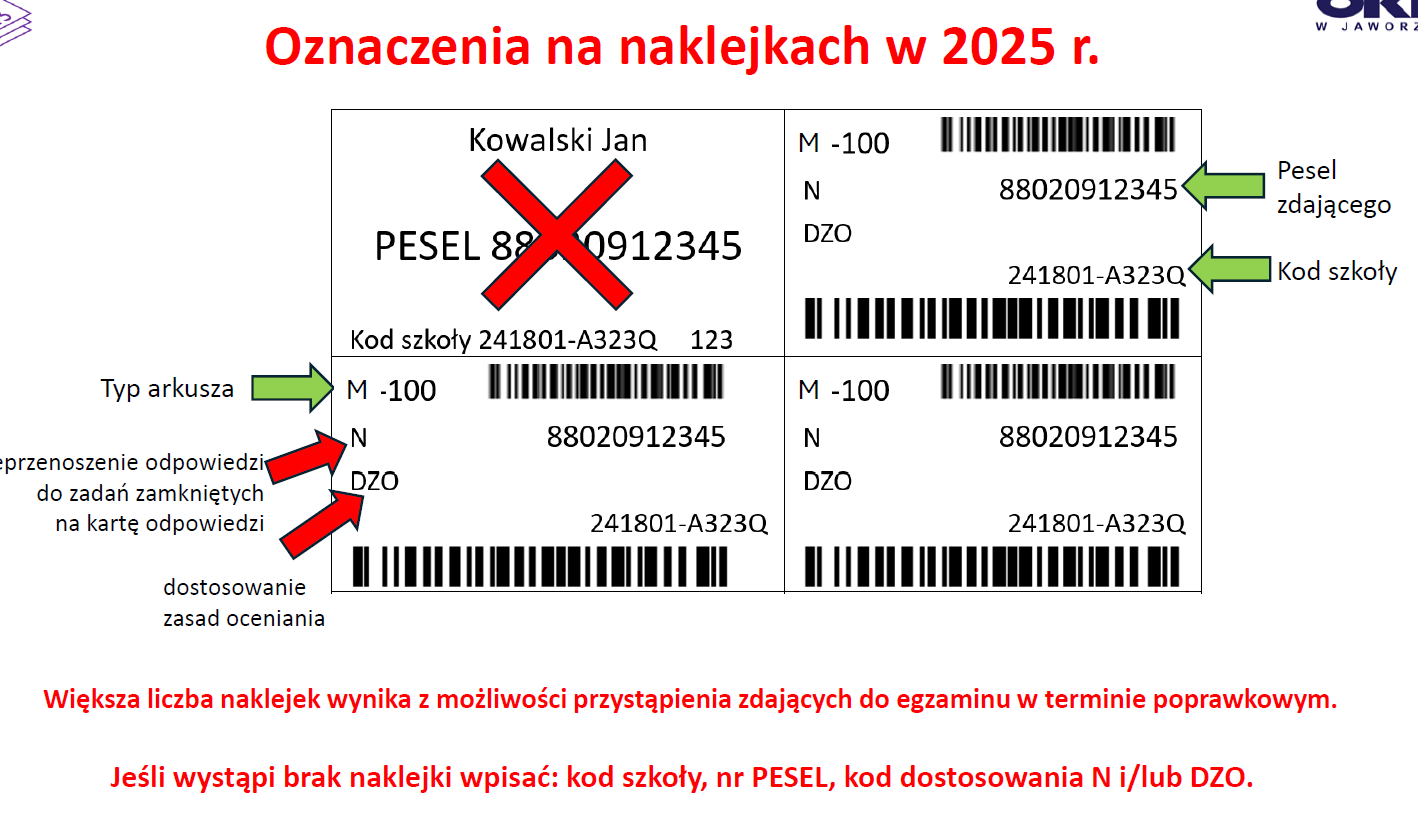 W JAWORZ
Oznaczenia na naklejkach w 2025 r.
Kowalski Jan
PESEL 88020912345
Kod szkoły 241801-A323Q 123
M -100
N 88020912345
DZO
241801-A323Q
Pesel
zdającego
Kod szkoły
Typ arkusza
M -100
N 88020912345
DZO
241801-A323Q
eprzenoszenie odpowiedzi
do zadań zamkniętych
na kartę odpowiedzi
dostosowanie
zasad oceniania
M -100
N 88020912345
DZO
241801-A323Q
Większa liczba naklejek wynika z możliwości przystąpienia zdających do egzaminu w terminie poprawkowym.
Jeśli wystąpi brak naklejki wpisać: kod szkoły, nr PESEL, kod dostosowania N i/lub DZO.